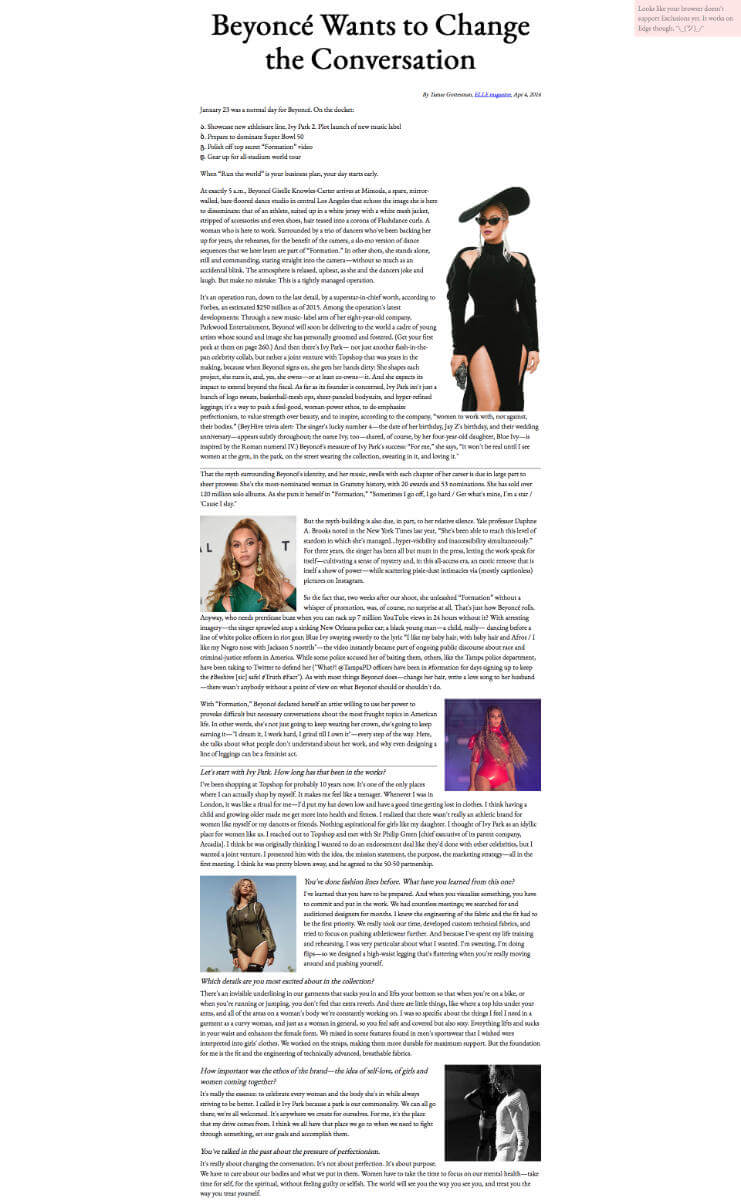 Looks like your browser doesn't
support Exclusions yet. It works on
Edge though. ¯\_(ツ)_/¯
Beyoncé Wants to Change
the Conversation
By Tamar Gottesman, ELLE magazine, Apr 4, 2016
January 23 was a normal day for Beyoncé. On the docket:
Showcase new athleisure line, Ivy Park 2. Plot launch of new music label
Prepare to dominate Super Bowl 50
Polish off top secret "Formation" video
Gear up for all-stadium world tour
When "Run the world" is your business plan, your day starts early.
At exactly 5 a.m., Beyoncé Giselle Knowles-Carter arrives at Mimoda, a spare, mirror-
walled, bare-floored dance studio in central Los Angeles that echoes the image she is here
to disseminate: that of an athlete, suited up in a white jersey with a white mesh jacket,
stripped of accessories and even shoes, hair teased into a corona of Flashdance curls. A
woman who is here to work. Surrounded by a trio of dancers who've been backing her
up for years, she rehearses, for the benefit of the camera, a slo-mo version of dance
sequences that we later learn are part of "Formation." In other shots, she stands alone,
still and commanding, staring straight into the camera—without so much as an
accidental blink. The atmosphere is relaxed, upbeat, as she and the dancers joke and
laugh. But make no mistake: This is a tightly managed operation.
It's an operation run, down to the last detail, by a superstar-in-chief worth, according to
Forbes, an estimated $250 million as of 2015. Among the operation's latest
developments: Through a new music-label arm of her eight-year-old company,
Parkwood Entertainment, Beyoncé will soon be delivering to the world a cadre of young
artists whose sound and image she has personally groomed and fostered. (Get your first
peek at them on page 260.) And then there's Ivy Park— not just another flash-in-the-
pan celebrity collab, but rather a joint venture with Topshop that was years in the
making, because when Beyoncé signs on, she gets her hands dirty: She shapes each
project, she runs it, and, yes, she owns—or at least co-owns—it. And she expects its
impact to extend beyond the fiscal. As far as its founder is concerned, Ivy Park isn't just a
bunch of logo sweats, basketball-mesh ops, sheer-paneled bodysuits, and hyper-refined
leggings; it's a way to push a feel-good, woman-power ethos, to de-emphasize
perfectionism, to value strength over beauty, and to inspire, according to the company, "women to work with, not against,
their bodies." (BeyHive trivia alert: The singer's lucky number 4—the date of her birthday, Jay Z's birthday, and their wedding
anniversary—appears subtly throughout; the name Ivy, too—shared, of course, by her four-year-old daughter, Blue Ivy—is
inspired by the Roman numeral IV.) Beyoncé's measure of Ivy Park's success: "For me," she says, "it won't be real until I see
women at the gym, in the park, on the street wearing the collection, sweating in it, and loving it."
That the myth surrounding Beyoncé's identity, and her music, swells with each chapter of her career is due in large part to
sheer prowess: She's the most-nominated woman in Grammy history, with 20 awards and 53 nominations. She has sold over
120 million solo albums. As she puts it herself in "Formation," "Sometimes I go off, I go hard / Get what's mine, I'm a star /
'Cause I slay."
But the myth-building is also due, in part, to her relative silence. Yale professor Daphne
A. Brooks noted in the New York Times last year, "She's been able to reach this level of
stardom in which she's managed...hyper-visibility and inaccessibility simultaneously."
For three years, the singer has been all but mum in the press, letting the work speak for
itself—cultivating a sense of mystery and, in this all-access era, an exotic remove that is
itself a show of power—while scattering pixie-dust intimacies via (mostly captionless)
pictures on Instagram.
So the fact that, two weeks after our shoot, she unleashed "Formation" without a
whisper of promotion, was, of course, no surprise at all. That's just how Beyoncé rolls.
Anyway, who needs prerelease buzz when you can rack up 7 million YouTube views in 24 hours without it? With arresting
imagery—the singer sprawled atop a sinking New Orleans police car; a black young man—a child, really— dancing before a
line of white police officers in riot gear; Blue Ivy swaying sweetly to the lyric "I like my baby hair, with baby hair and Afros / I
like my Negro nose with Jackson 5 nostrils"—the video instantly became part of ongoing public discourse about race and
criminal-justice reform in America. While some police accused her of baiting them, others, like the Tampa police department,
have been taking to Twitter to defend her ("What?! @TampaPD officers have been in #formation for days signing up to keep
the #Beehive [sic] safe! #Truth #Fact"). As with most things Beyoncé does—change her hair, write a love song to her husband
—there wasn't anybody without a point of view on what Beyoncé should or shouldn't do.
With "Formation," Beyoncé declared herself an artist willing to use her power to
provoke difficult but necessary conversations about the most fraught topics in American
life. In other words, she's not just going to keep wearing her crown, she's going to keep
earning it—"I dream it, I work hard, I grind till I own it"—every step of the way. Here,
she talks about what people don't understand about her work, and why even designing a
line of leggings can be a feminist act.
Let's start with Ivy Park. How long has that been in the works?
I've been shopping at Topshop for probably 10 years now. It's one of the only places
where I can actually shop by myself. It makes me feel like a teenager. Whenever I was in
London, it was like a ritual for me—I'd put my hat down low and have a good time getting lost in clothes. I think having a
child and growing older made me get more into health and fitness. I realized that there wasn't really an athletic brand for
women like myself or my dancers or friends. Nothing aspirational for girls like my daughter. I thought of Ivy Park as an idyllic
place for women like us. I reached out to Topshop and met with Sir Philip Green [chief executive of its parent company,
Arcadia]. I think he was originally thinking I wanted to do an endorsement deal like they'd done with other celebrities, but I
wanted a joint venture. I presented him with the idea, the mission statement, the purpose, the marketing strategy—all in the
first meeting. I think he was pretty blown away, and he agreed to the 50-50 partnership.
You've done fashion lines before. What have you learned from this one?
I've learned that you have to be prepared. And when you visualize something, you have
to commit and put in the work. We had countless meetings; we searched for and
auditioned designers for months. I knew the engineering of the fabric and the fit had to
be the first priority. We really took our time, developed custom technical fabrics, and
tried to focus on pushing athleticwear further. And because I've spent my life training
and rehearsing, I was very particular about what I wanted. I'm sweating, I'm doing
flips—so we designed a high-waist legging that's flattering when you're really moving
around and pushing yourself.
Which details are you most excited about in the collection?
There's an invisible underlining in our garments that sucks you in and lifts your bottom so that when you're on a bike, or
when you're running or jumping, you don't feel that extra reverb. And there are little things, like where a top hits under your
arms, and all of the areas on a woman's body we're constantly working on. I was so specific about the things I feel I need in a
garment as a curvy woman, and just as a woman in general, so you feel safe and covered but also sexy. Everything lifts and sucks
in your waist and enhances the female form. We mixed in some features found in men's sportswear that I wished were
interpreted into girls' clothes. We worked on the straps, making them more durable for maximum support. But the foundation
for me is the fit and the engineering of technically advanced, breathable fabrics.
How important was the ethos of the brand—the idea of self-love, of girls and
women coming together?
It's really the essence: to celebrate every woman and the body she's in while always
striving to be better. I called it Ivy Park because a park is our commonality. We can all go
there; we're all welcomed. It's anywhere we create for ourselves. For me, it's the place
that my drive comes from. I think we all have that place we go to when we need to fight
through something, set our goals and accomplish them.
You've talked in the past about the pressure of perfectionism.
It's really about changing the conversation. It's not about perfection. It's about purpose.
We have to care about our bodies and what we put in them. Women have to take the time to focus on our mental health—take
time for self, for the spiritual, without feeling guilty or selfish. The world will see you the way you see you, and treat you the
way you treat yourself.